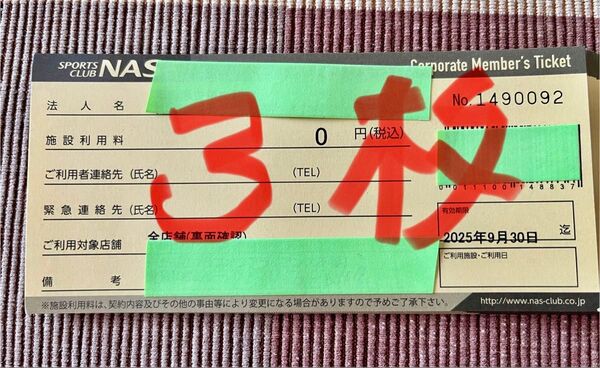 SPORTS CLUB NAS
Corporate Member's Ticket
法人名
No. 1490092
施設利用料 0 円(税込)
ご利用者連絡先(氏名) (TEL)
緊急連絡先(氏名) (TEL)
ご利用対象店舗 全店舗(裏面確認)
備考
有効期限
2025年9月30日 迄
ご利用施設・ご利用日
※施設利用料は、契約内容及びその他の事由等により変更になる場合がありますので予めご了承下さい。
http://www.nas-club.co.jp
3枚